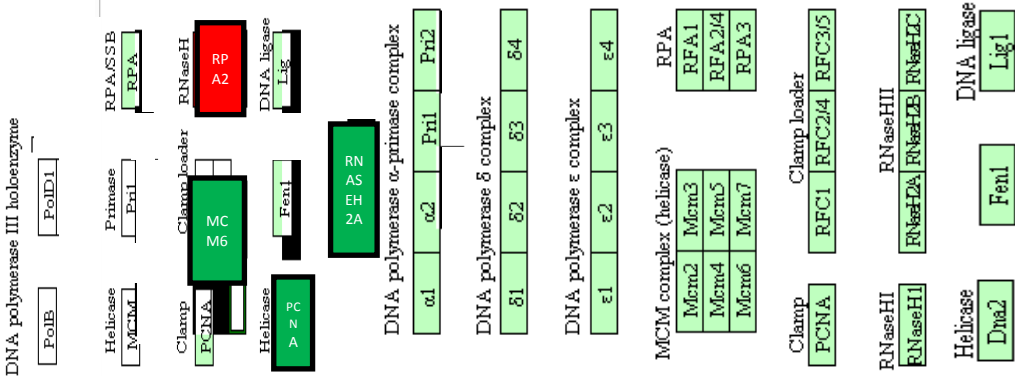 DNA polymerase III holoenzyme
PolB PolD1
Helicase Primase RPA/SSB
MCM Pri1 RPA
Clamp Clamp loader RNaseH
PCNA
MC
M6
RP
A2
Helicase DNA ligase
PC
N
A
Fen1 Lig
RN
AS
EH
2A
DNA polymerase α-primase complex
α1 α2 Pri1 Pri2
DNA polymerase δ complex
δ1 δ2 δ3 δ4
DNA polymerase ε complex
ε1 ε2 ε3 ε4
MCM complex (helicase) RPA
Mcm2 Mcm3 RFA1
Mcm4 Mcm5 RFA2/4
Mcm6 Mcm7 RPA3
Clamp Clamp loader
PCNA RFC1 RFC2/4 RFC3/5
RNaseHI RNaseHII
RNaseH1 RNaseH2A RNaseH2B RNaseH2C
Helicase DNA ligase
Dna2 Fen1 Lig1